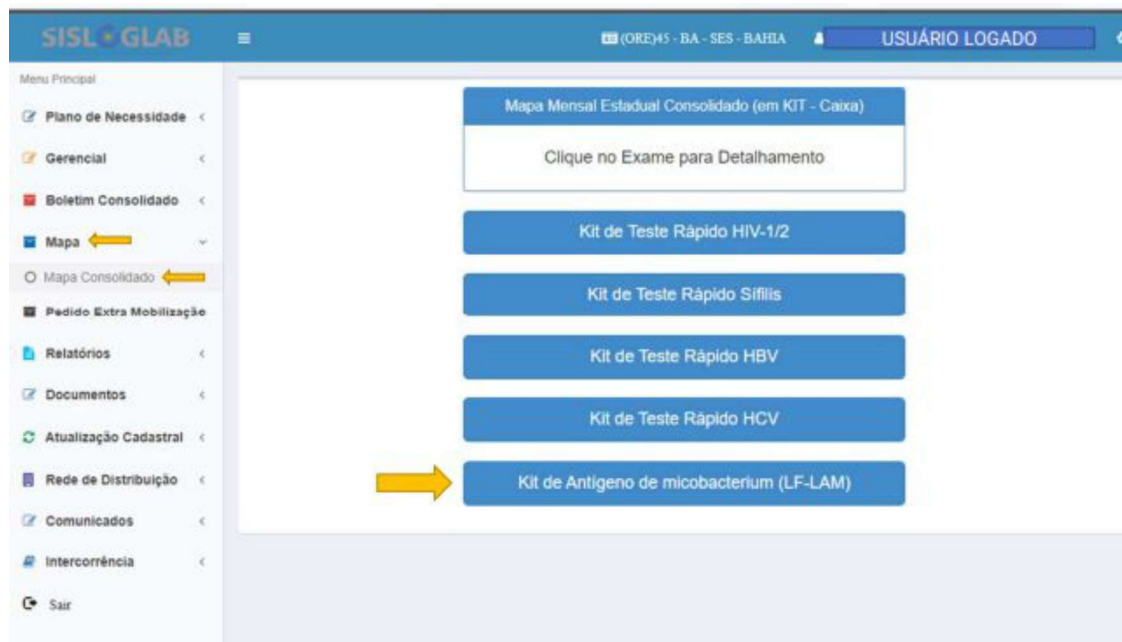 SISLOGLAB
(ORE)45 - BA - SES - BAHIA
USUÁRIO LOGADO
Menu Principal
Plano de Necessidade
Gerencial
Boletim Consolidado
Mapa
Mapa Consolidado
Pedido Extra Mobilização
Relatórios
Documentos
Atualização Cadastral
Rede de Distribuição
Comunicados
Intercorrência
Sair
Mapa Mensal Estadual Consolidado (em KIT - Caixa)
Clique no Exame para Detalhamento
Kit de Teste Rápido HIV-1/2
Kit de Teste Rápido Sífilis
Kit de Teste Rápido HBV
Kit de Teste Rápido HCV
Kit de Antígeno de micobacterium (LF-LAM)